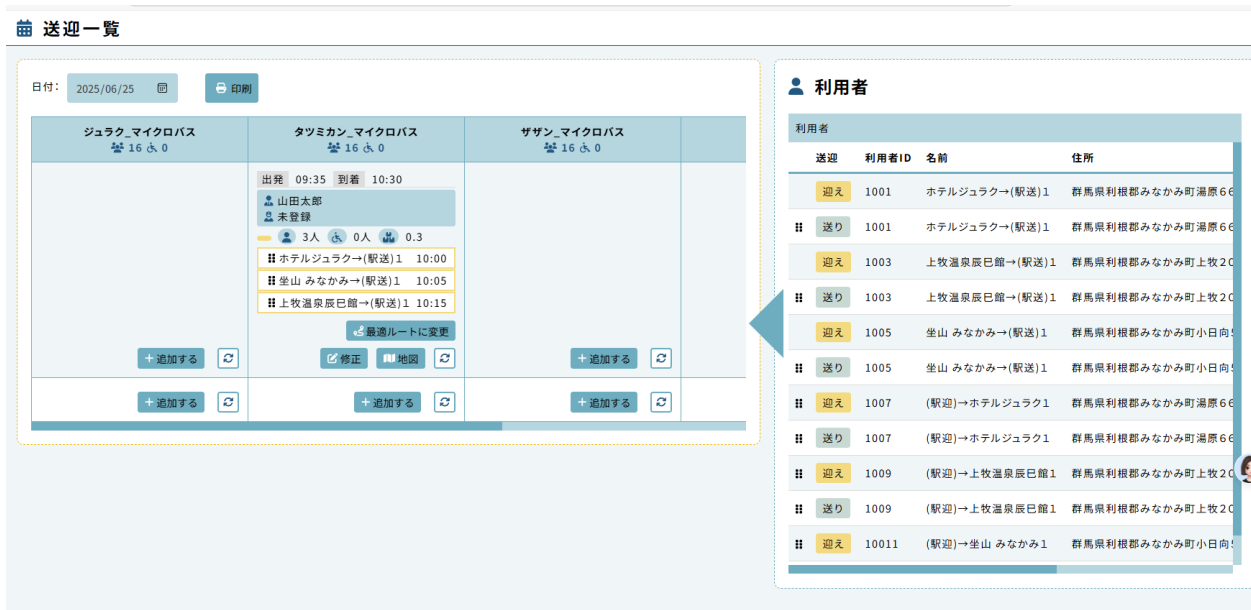 送迎一覧
日付: 2025/06/25 印刷
ジュラク_マイクロバス
16 0
タツミカン_マイクロバス
16 0
ザザン_マイクロバス
16 0
出発 09:35 到着 10:30
山田太郎
未登録
3人 0人 0.3
ホテルジュラク→(駅送)１ 10:00
坐山 みなかみ→(駅送)１ 10:05
上牧温泉辰巳館→(駅送)１ 10:15
最適ルートに変更
+追加する
修正 地図
+追加する
+追加する
+追加する
+追加する
利用者
利用者
送迎 利用者ID 名前 住所
迎え 1001 ホテルジュラク→(駅送)１ 群馬県利根郡みなかみ町湯原６６
送り 1001 ホテルジュラク→(駅送)１ 群馬県利根郡みなかみ町湯原６６
迎え 1003 上牧温泉辰巳館→(駅送)１ 群馬県利根郡みなかみ町上牧２０
送り 1003 上牧温泉辰巳館→(駅送)１ 群馬県利根郡みなかみ町上牧２０
迎え 1005 坐山 みなかみ→(駅送)１ 群馬県利根郡みなかみ町小日向
送り 1005 坐山 みなかみ→(駅送)１ 群馬県利根郡みなかみ町小日向
迎え 1007 (駅迎)→ホテルジュラク１ 群馬県利根郡みなかみ町湯原６６
送り 1007 (駅迎)→ホテルジュラク１ 群馬県利根郡みなかみ町湯原６６
迎え 1009 (駅迎)→上牧温泉辰巳館１ 群馬県利根郡みなかみ町上牧２０
送り 1009 (駅迎)→上牧温泉辰巳館１ 群馬県利根郡みなかみ町上牧２０
迎え 10011 (駅迎)→坐山 みなかみ１ 群馬県利根郡みなかみ町小日向